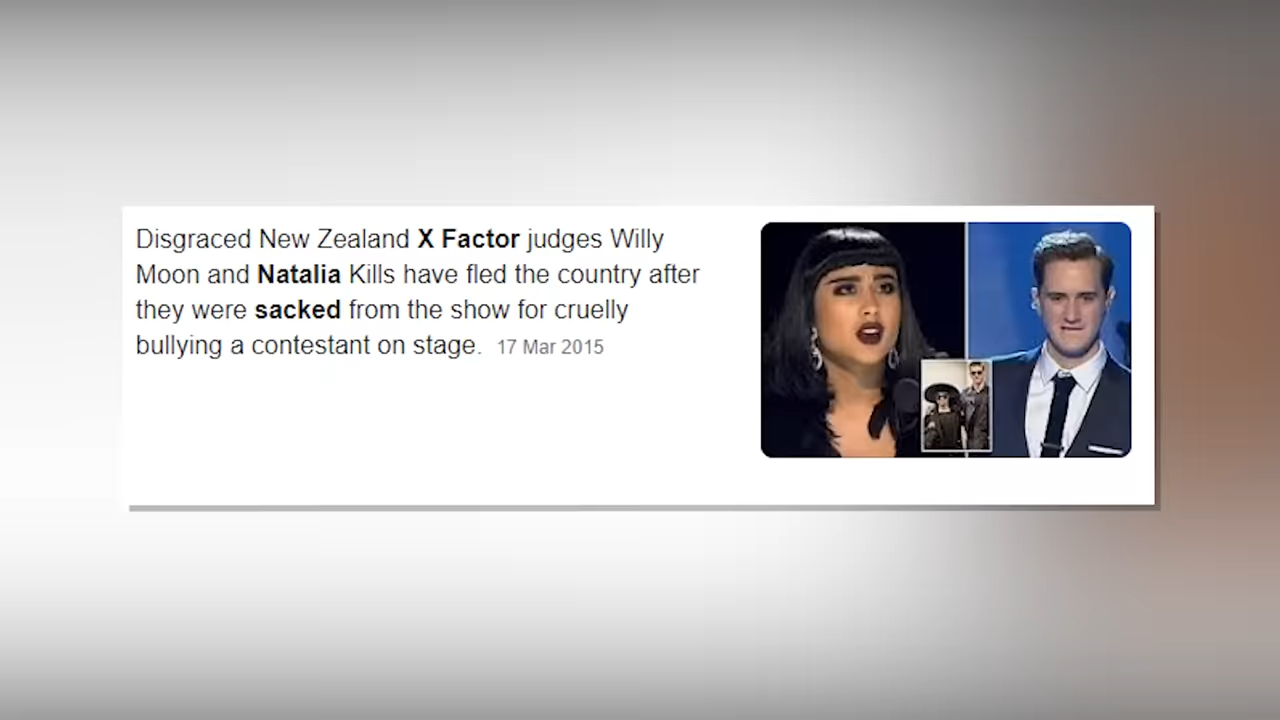 Disgraced New Zealand X Factor judges Willy
Moon and Natalia Kills have fled the country after
they were sacked from the show for cruelly
bullying a contestant on stage. 17 Mar 2015